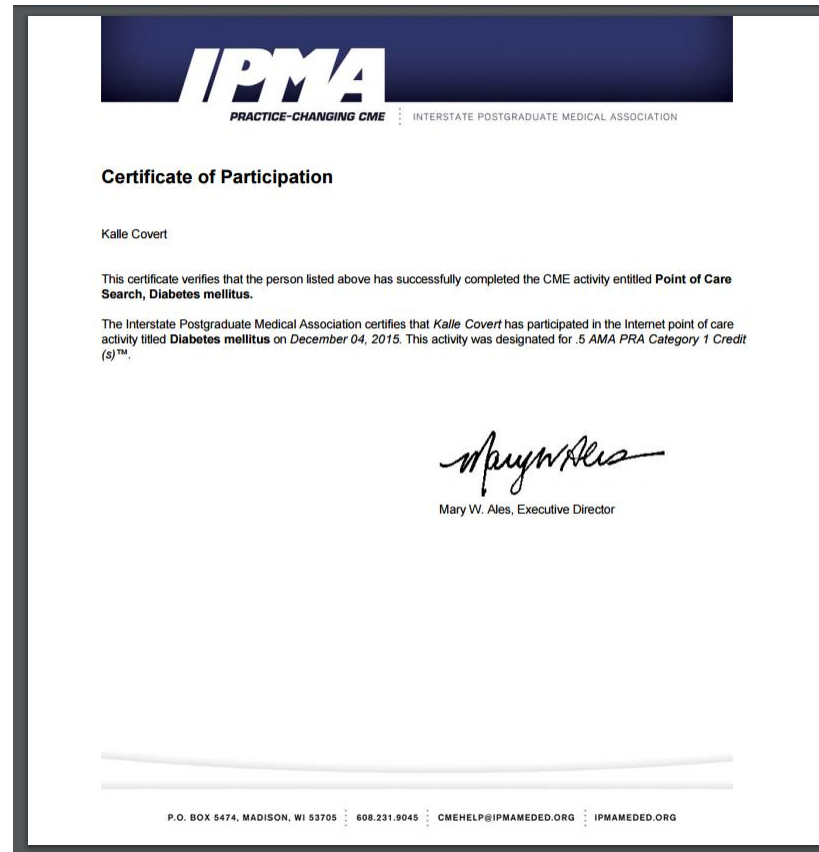 IPMA
PRACTICE-CHANGING CME
INTERSTATE POSTGRADUATE MEDICAL ASSOCIATION
Certificate of Participation
Kalle Covert
This certificate verifies that the person listed above has successfully completed the CME activity entitled Point of Care
Search, Diabetes mellitus.
The Interstate Postgraduate Medical Association certifies that Kalle Covert has participated in the Internet point of care
activity titled Diabetes mellitus on December 04, 2015. This activity was designated for .5 AMA PRA Category 1 Credit
(s)™.
Mary W Ales
Mary W. Ales, Executive Director
P.O. BOX 5474, MADISON, WI 53705 608.231.9045 CMEHELP@IPMAMEDED.ORG IPMAMEDED.ORG